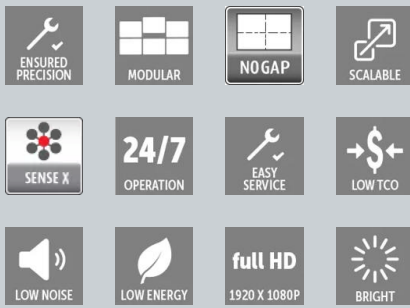 ENSURED
PRECISION
MODULAR
NO GAP
SCALABLE
SENSE X
24/7
OPERATION
EASY
SERVICE
→$←
LOW TCO
LOW NOISE
LOW ENERGY
full HD
1920 X 1080P
BRIGHT